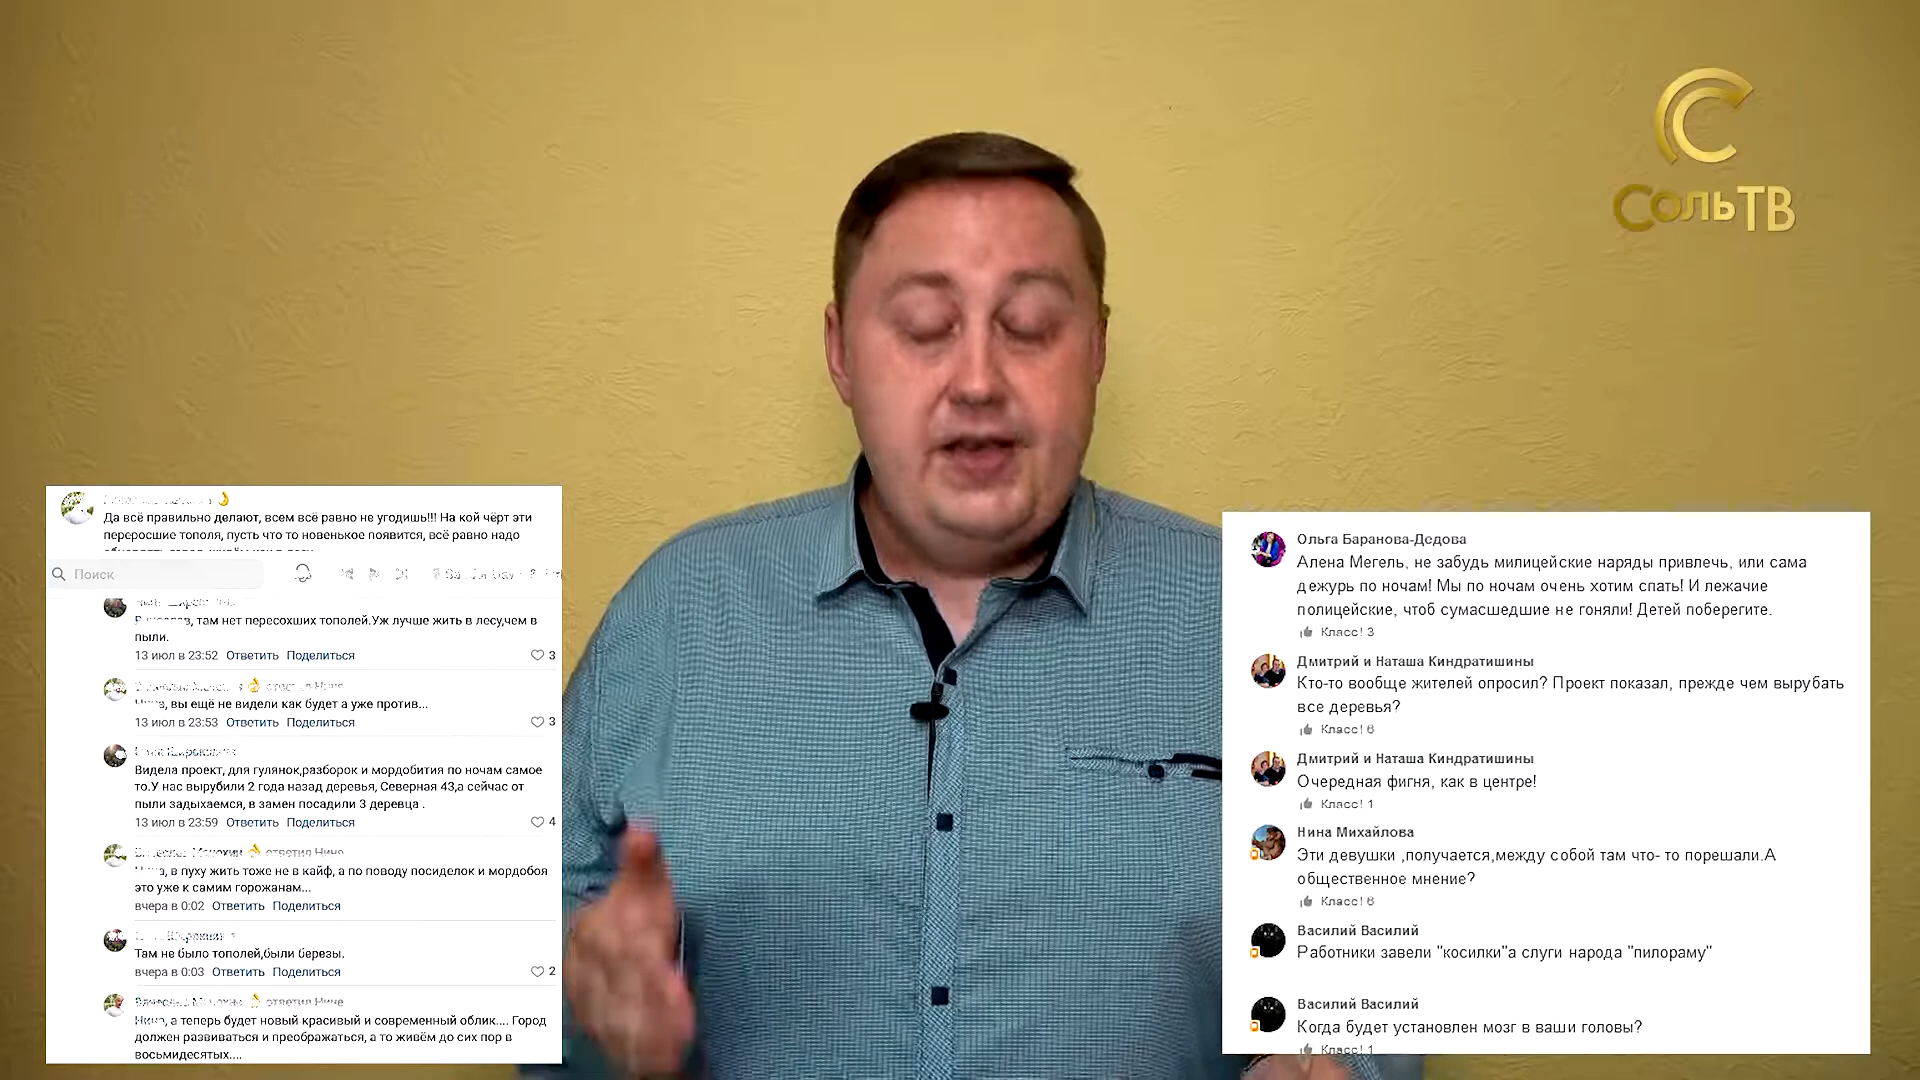 СольТВ
Да всё правильно делают, всем всё равно не угодишь!!! На кой чёрт эти
переросшие тополя, пусть что то новенькое появится, всё равно надо
Поиск
там нет пересохших тополей.Уж лучше жить в лесу,чем в
пыли.
13 июл в 23:52 Ответить Поделиться 3
ответил Нине
вы ещё не видели как будет а уже против...
13 июл в 23:53 Ответить Поделиться 3
Видела проект, для гулянок,разборок и мордобития по ночам самое
то.У нас вырубили 2 года назад деревья, Северная 43,а сейчас от
пыли задыхаемся, в замен посадили 3 деревца .
13 июл в 23:59 Ответить Поделиться 4
ответил Нине
в пуху жить тоже не в кайф, а по поводу посиделок и мордобоя
это уже к самим горожанам...
вчера в 0:02 Ответить Поделиться
Там не было тополей,были березы.
вчера в 0:03 Ответить Поделиться 2
ответил Нине
Нина, а теперь будет новый красивый и современный облик.... Город
должен развиваться и преображаться, а то живём до сих пор в
восьмидесятых....
Ольга Баранова-Дедова
Алена Мегель, не забудь милицейские наряды привлечь, или сама
дежурь по ночам! Мы по ночам очень хотим спать! И лежачие
полицейские, чтоб сумасшедшие не гоняли! Детей поберегите.
Класс! 3
Дмитрий и Наташа Киндратишины
Кто-то вообще жителей опросил? Проект показал, прежде чем вырубать
все деревья?
Класс! 6
Дмитрий и Наташа Киндратишины
Очередная фигня, как в центре!
Класс! 1
Нина Михайлова
Эти девушки ,получается,между собой там что- то порешали.А
общественное мнение?
Класс! 6
Василий Василий
Работники завели "косилки"а слуги народа "пилораму"
Василий Василий
Когда будет установлен мозг в ваши головы?
Класс! 1